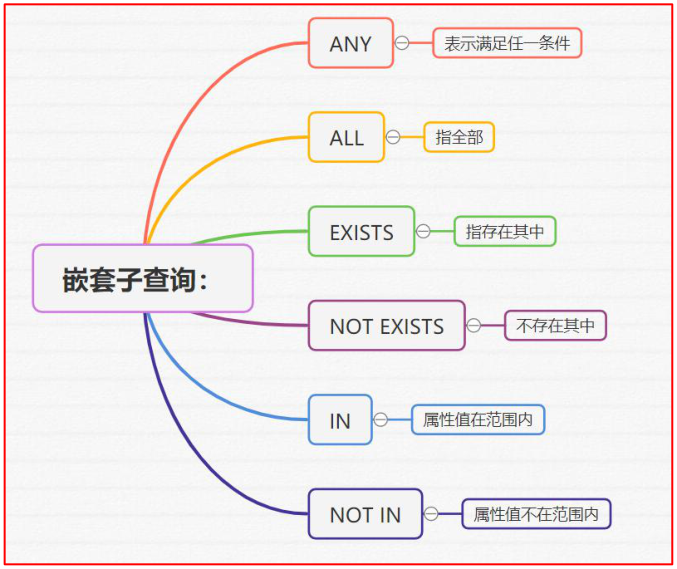 ANY
表示满足任一条件
ALL
指全部
EXISTS
指存在其中
嵌套子查询：
NOT EXISTS
不存在其中
IN
属性值在范围内
NOT IN
属性值不在范围内